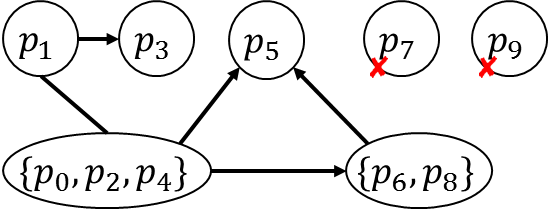 p₁ p₃ p₅ p₇ p₉
{p₀, p₂, p₄} {p₆, p₈}